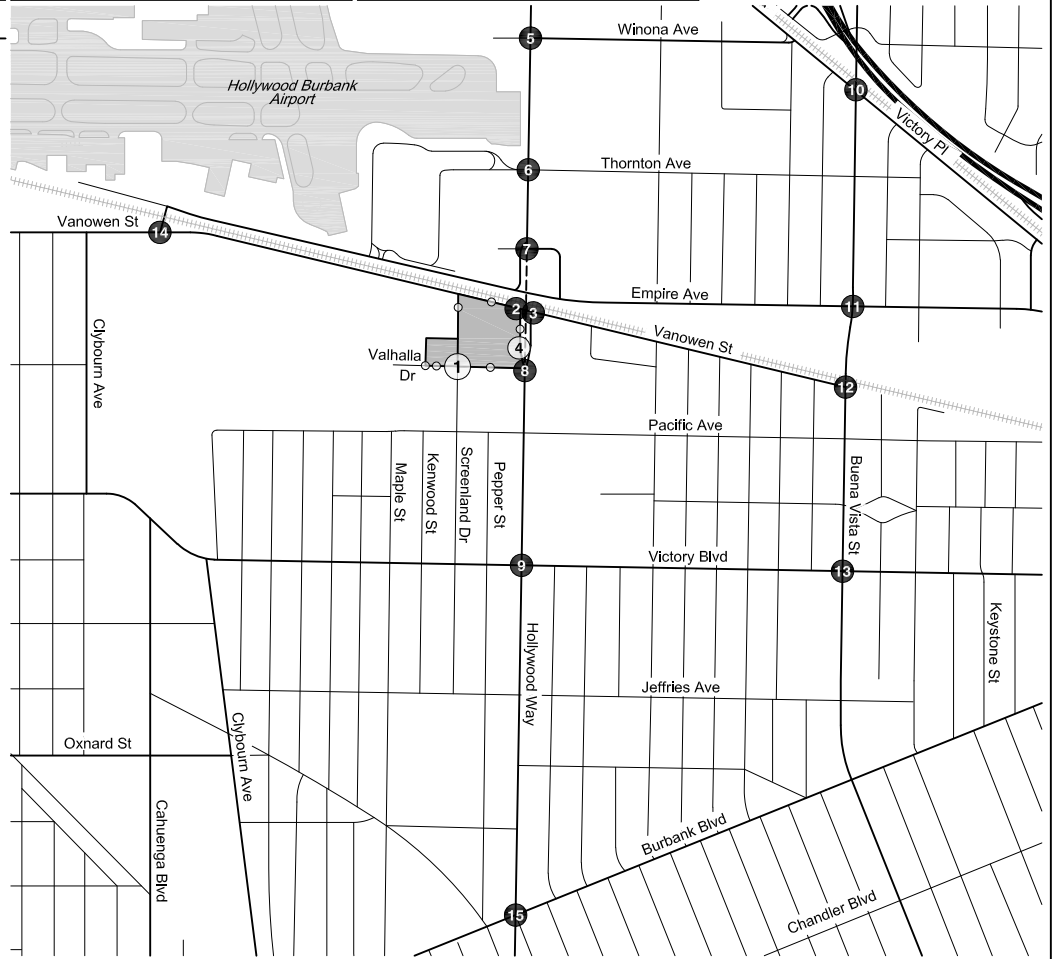 5
Winona Ave
Hollywood Burbank
Airport
10
Victory Pl
6
Thornton Ave
Vanowen St
14
7
Empire Ave
11
2
3
Vanowen St
4
Clybourn Ave
Valhalla
Dr
1
8
12
Pacific Ave
Maple St
Kenwood St
Screenland Dr
Pepper St
Buena Vista St
Victory Blvd
9
13
Hollywood Way
Keystone St
Jeffries Ave
Clybourn Ave
Oxnard St
Cahuenga Blvd
Burbank Blvd
Chandler Blvd
15